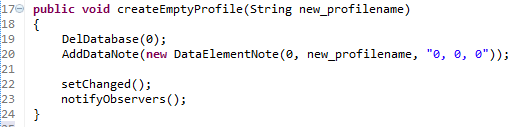 17 public void createEmptyProfile(String new_profilename)
18 {
19 DelDatabase(0);
20 AddDataNote(new DataElementNote(0, new_profilename, "0, 0, 0"));
21
22 setChanged();
23 notifyObservers();
24 }